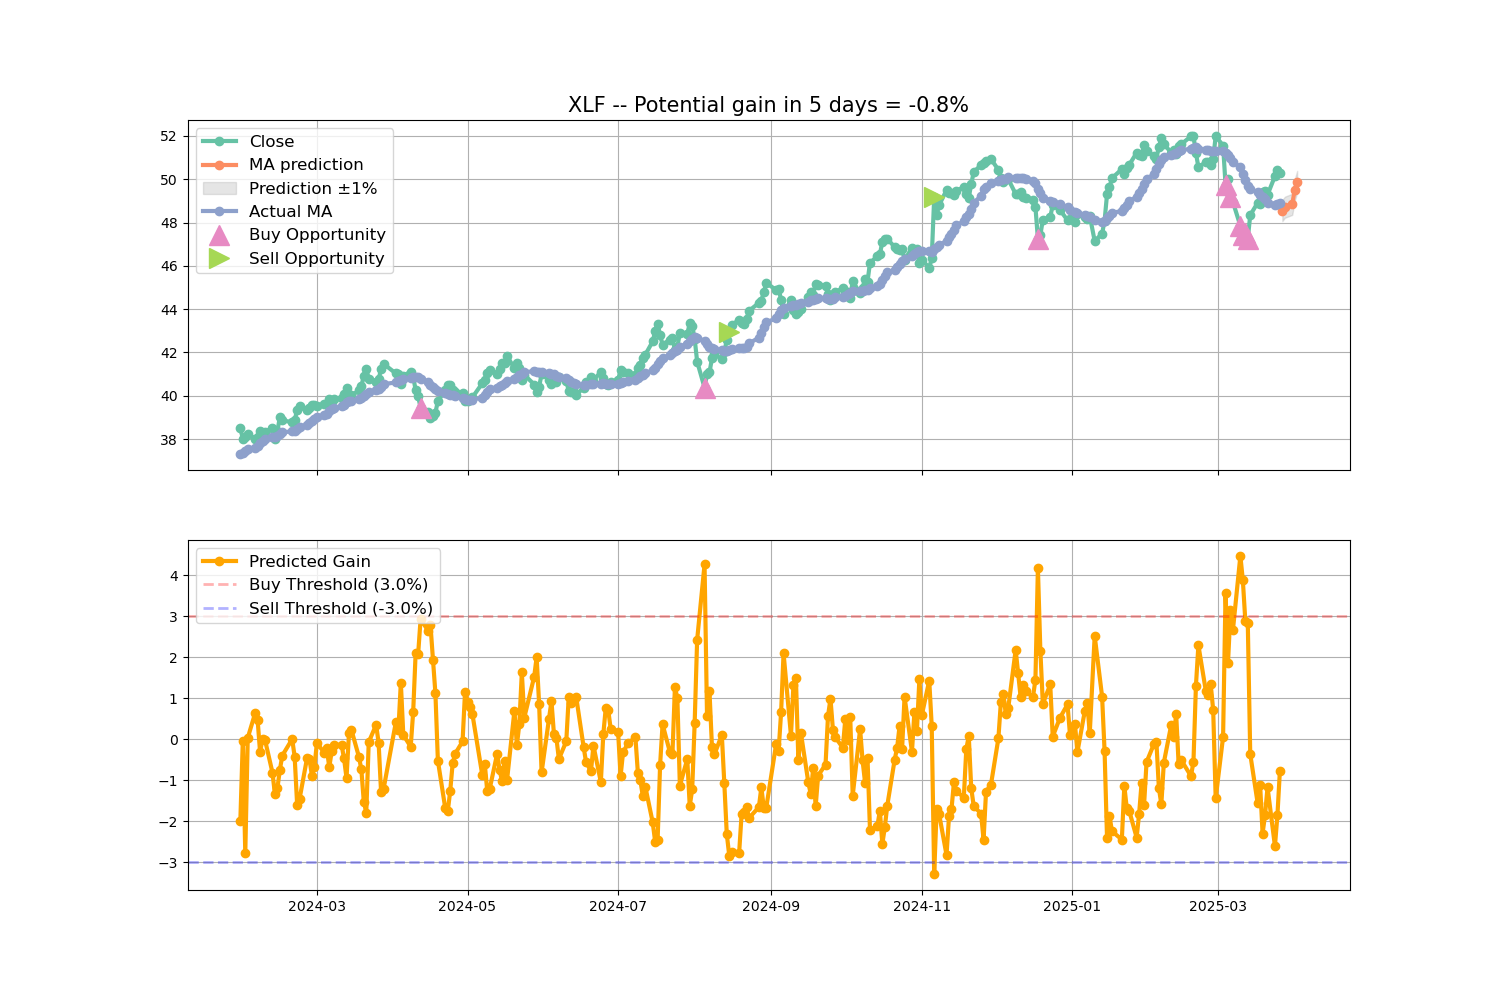 XLF -- Potential gain in 5 days = -0.8%
52
50
48
46
44
42
40
38
Close
MA prediction
Prediction ±1%
Actual MA
Buy Opportunity
Sell Opportunity
4
3
2
1
0
−1
−2
−3
Predicted Gain
Buy Threshold (3.0%)
Sell Threshold (-3.0%)
2024-03
2024-05
2024-07
2024-09
2024-11
2025-01
2025-03